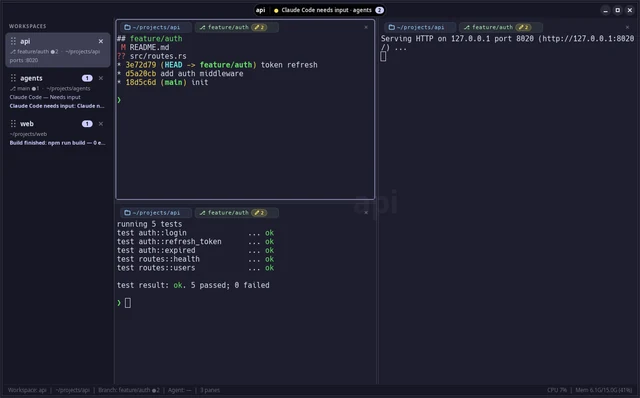 api | ● Claude Code needs input · agents 2
WORKSPACES
api
feature/auth ●2 · ~/projects/api
ports :8020
agents 1
main ●1 · ~/projects/agents
Claude Code — Needs input
Claude Code needs input: Claude n...
web 1
~/projects/web
Build finished: npm run build — 0 e...
~/projects/api feature/auth 2
## feature/auth
M README.md
?? src/routes.rs
* 3e72d79 (HEAD -> feature/auth) token refresh
* d5a20cb add auth middleware
* 18d5c6d (main) init
❯
~/projects/api feature/auth 2
running 5 tests
test auth::login ... ok
test auth::refresh_token ... ok
test auth::expired ... ok
test routes::health ... ok
test routes::users ... ok
test result: ok. 5 passed; 0 failed
❯
~/projects/api feature/auth 2
Serving HTTP on 127.0.0.1 port 8020 (http://127.0.0.1:8020
/) ...
api
Workspace: api | ~/projects/api | Branch: feature/auth ●2 | Agent: — | 3 panes
CPU 7% | Mem 6.1G/15.0G (41%)